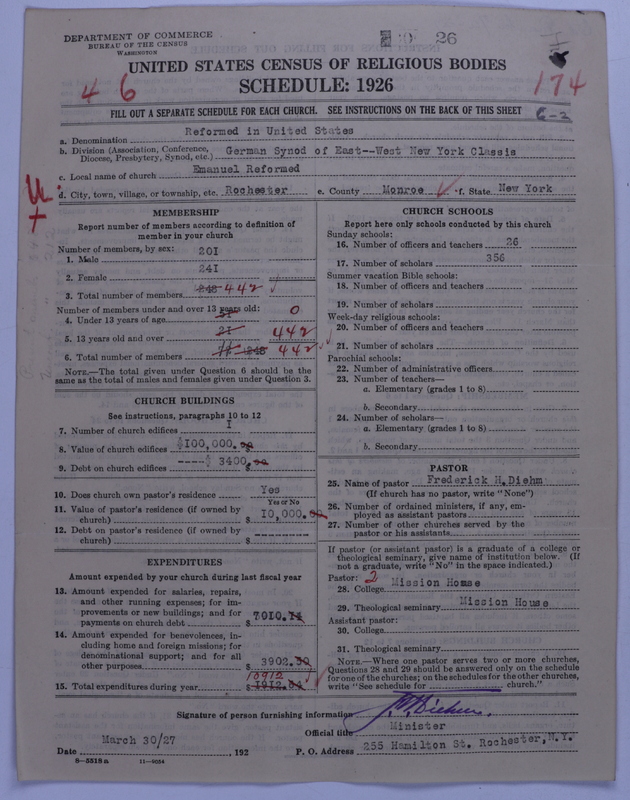 DEPARTMENT OF COMMERCE
BUREAU OF THE CENSUS
WASHINGTON
26
UNITED STATES CENSUS OF RELIGIOUS BODIES
4 6
SCHEDULE: 1926
174
FILL OUT A SEPARATE SCHEDULE FOR EACH CHURCH. SEE INSTRUCTIONS ON THE BACK OF THIS SHEET
C-2
a. Denomination Reformed in United States
b. Division (Association, Conference, Diocese, Presbytery, Synod, etc.) German Synod of East--West New York Classis
c. Local name of church Emanuel Reformed
d. City, town, village, or township, etc. Rochester e. County Monroe f. State New York
MEMBERSHIP
Report number of members according to definition of
member in your church
Number of members, by sex:
1. Male 201
2. Female 241
3. Total number of members 442
Number of members under and over 13 years old:
4. Under 13 years of age 31 0
5. 13 years old and over 442
6. Total number of members 442
NOTE.—The total given under Question 6 should be the
same as the total of males and females given under Question 3.
CHURCH BUILDINGS
See instructions, paragraphs 10 to 12
7. Number of church edifices I
8. Value of church edifices $100,000.00
9. Debt on church edifices ----$ 3400.00
10. Does church own pastor's residence Yes
Yes or No
11. Value of pastor's residence (if owned by
church) $ 10,000.00
12. Debt on pastor's residence (if owned by
church) $ --------
EXPENDITURES
Amount expended by your church during last fiscal year
13. Amount expended for salaries, repairs,
and other running expenses; for im-
provements or new buildings; and for
payments on church debt $ 7010.11
14. Amount expended for benevolences, in-
cluding home and foreign missions; for
denominational support; and for all
other purposes $ 3902.50
10912
15. Total expenditures during year $
CHURCH SCHOOLS
Report here only schools conducted by this church
Sunday schools:
16. Number of officers and teachers 26
17. Number of scholars 356
Summer vacation Bible schools:
18. Number of officers and teachers
19. Number of scholars
Week-day religious schools:
20. Number of officers and teachers
21. Number of scholars
Parochial schools:
22. Number of administrative officers
23. Number of teachers—
a. Elementary (grades 1 to 8)
b. Secondary
24. Number of scholars—
a. Elementary (grades 1 to 8)
b. Secondary
PASTOR
25. Name of pastor Frederick H. Diehm
(If church has no pastor, write "None")
26. Number of ordained ministers, if any, em-
ployed as assistant pastors
27. Number of other churches served by the
pastor or his assistants
If pastor (or assistant pastor) is a graduate of a college or
theological seminary, give name of institution below. (If
not a graduate, write "No" in the space indicated.)
Pastor: 2
28. College Mission House
29. Theological seminary Mission House
Assistant pastor:
30. College
31. Theological seminary
NOTE.—Where one pastor serves two or more churches,
Questions 28 and 29 should be answered only on the schedule
for one of the churches; on the schedules for the other churches,
write "See schedule for ______ church."
Signature of person furnishing information F. H. Diehm.
Official title Minister
Date March 30/27, 192 P. O. Address 255 Hamilton St. Rochester, N.Y.
8—5318a 11—9054